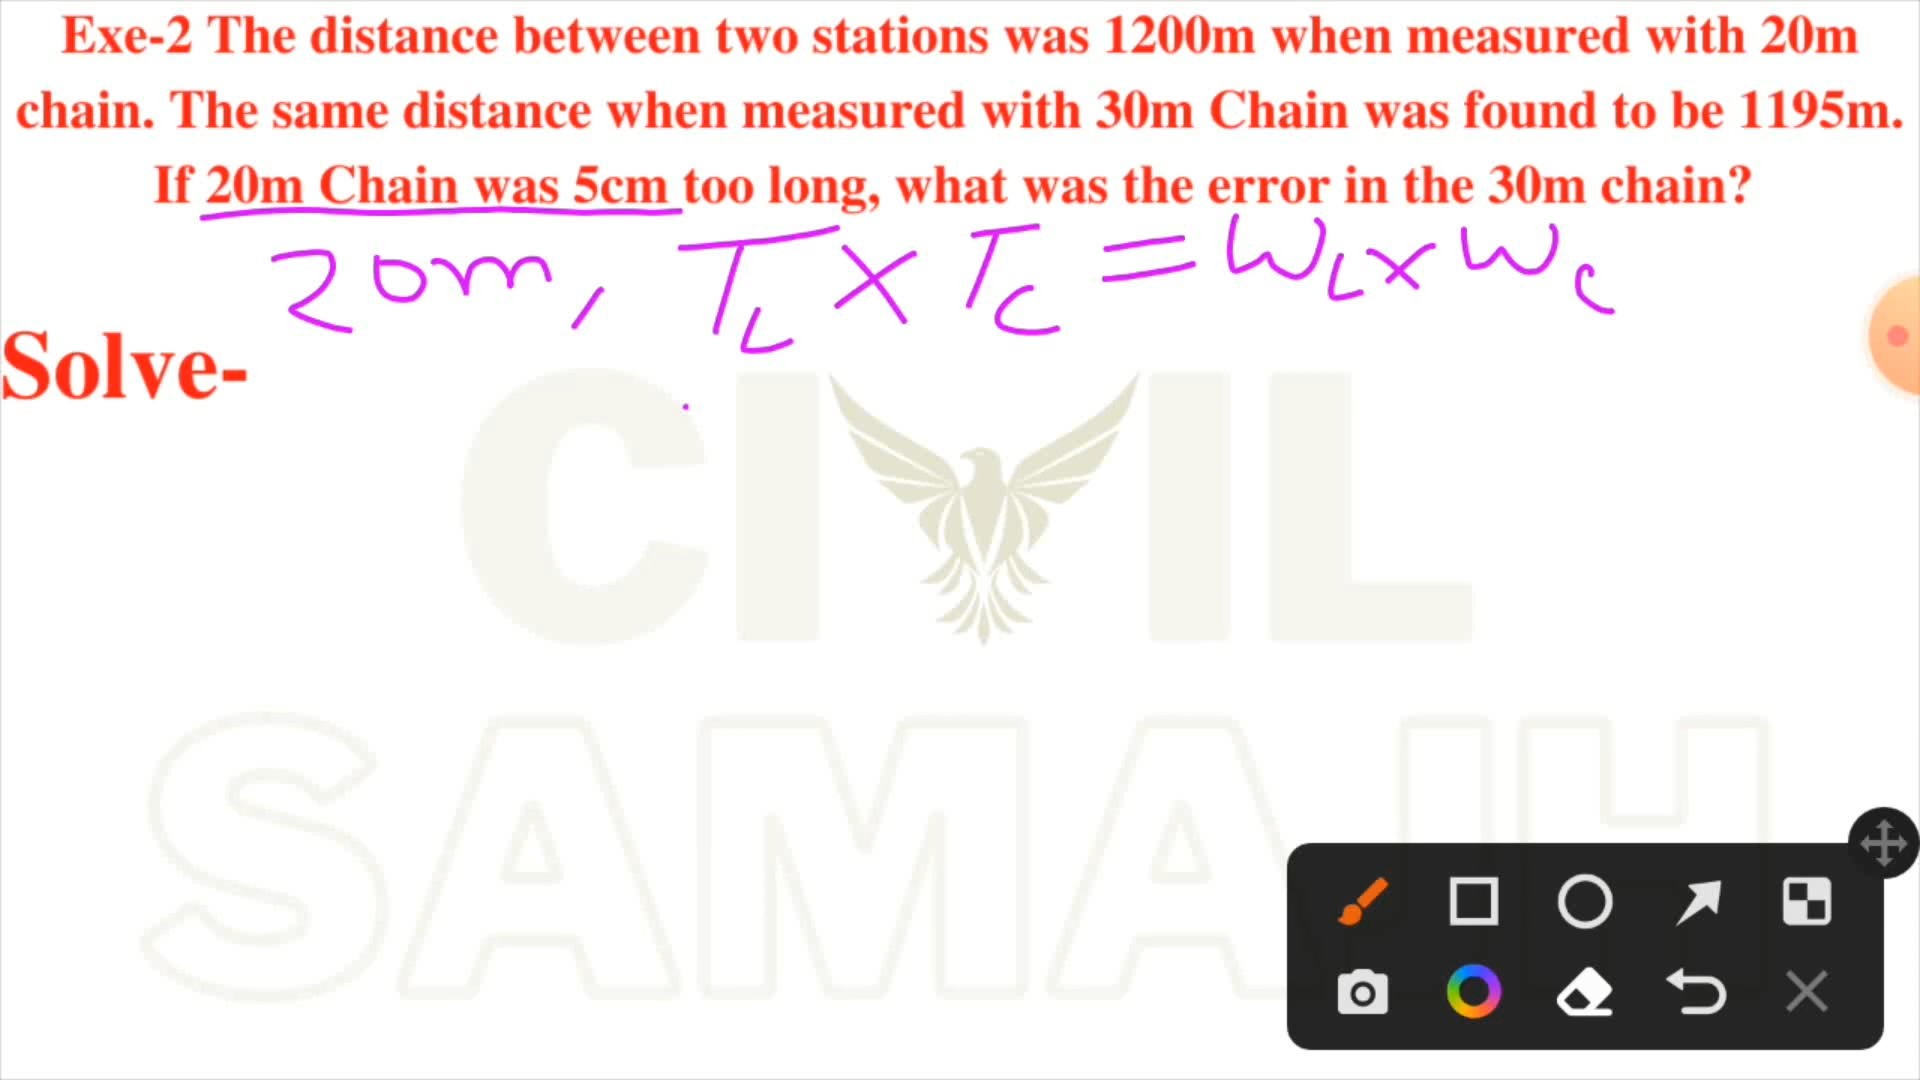 Exe-2 The distance between two stations was 1200m when measured with 20m
chain. The same distance when measured with 30m Chain was found to be 1195m.
If 20m Chain was 5cm too long, what was the error in the 30m chain?
20m, TL × TC = WL × WC
Solve-
CIVIL
SAMAJH